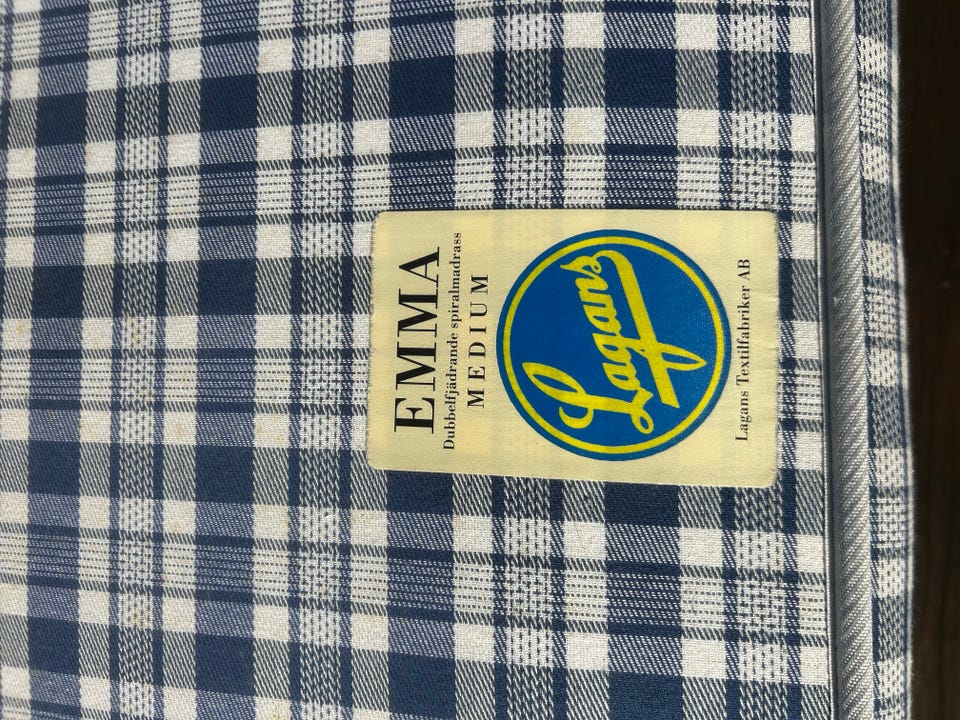 EMMA
Dubbelfjädrande spiralmadrass
MEDIUM
Lagans
Lagans Textilfabriker AB